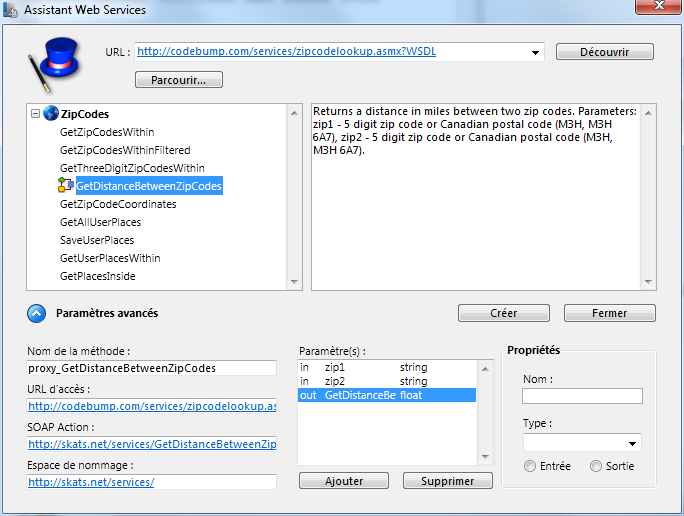 Assistant Web Services
URL : http://codebump.com/services/zipcodelookup.asmx?WSDL
Découvrir
Parcourir...
ZipCodes
GetZipCodesWithin
GetZipCodesWithinFiltered
GetThreeDigitZipCodesWithin
GetDistanceBetweenZipCodes
GetZipCodeCoordinates
GetAllUserPlaces
SaveUserPlaces
GetUserPlacesWithin
GetPlacesInside
Returns a distance in miles between two zip codes. Parameters:
zip1 - 5 digit zip code or Canadian postal code (M3H, M3H
6A7), zip2 - 5 digit zip code or Canadian postal code (M3H,
M3H 6A7).
Paramètres avancés
Créer
Fermer
Nom de la méthode :
proxy_GetDistanceBetweenZipCodes
URL d'accès :
http://codebump.com/services/zipcodelookup.as
SOAP Action :
http://skats.net/services/GetDistanceBetweenZip
Espace de nommage :
http://skats.net/services/
Paramètre(s) :
in zip1 string
in zip2 string
out GetDistanceBe float
Ajouter
Supprimer
Propriétés
Nom :
Type :
Entrée
Sortie